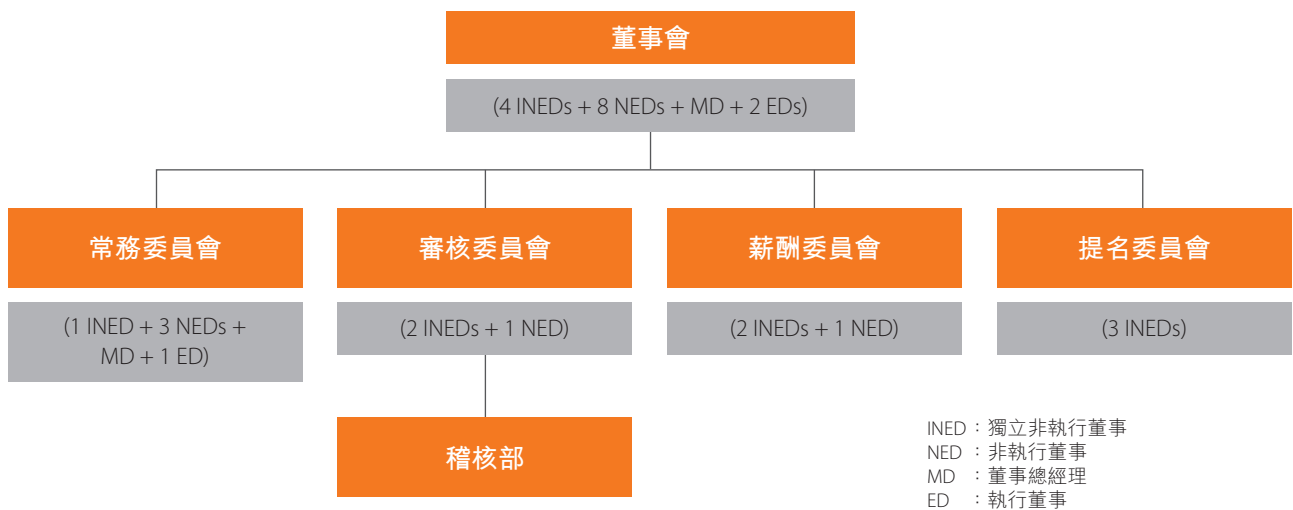 董事會
(4 INEDs + 8 NEDs + MD + 2 EDs)
常務委員會
審核委員會
薪酬委員會
提名委員會
(1 INED + 3 NEDs +
MD + 1 ED)
(2 INEDs + 1 NED)
(2 INEDs + 1 NED)
(3 INEDs)
稽核部
INED：獨立非執行董事
NED：非執行董事
MD：董事總經理
ED：執行董事